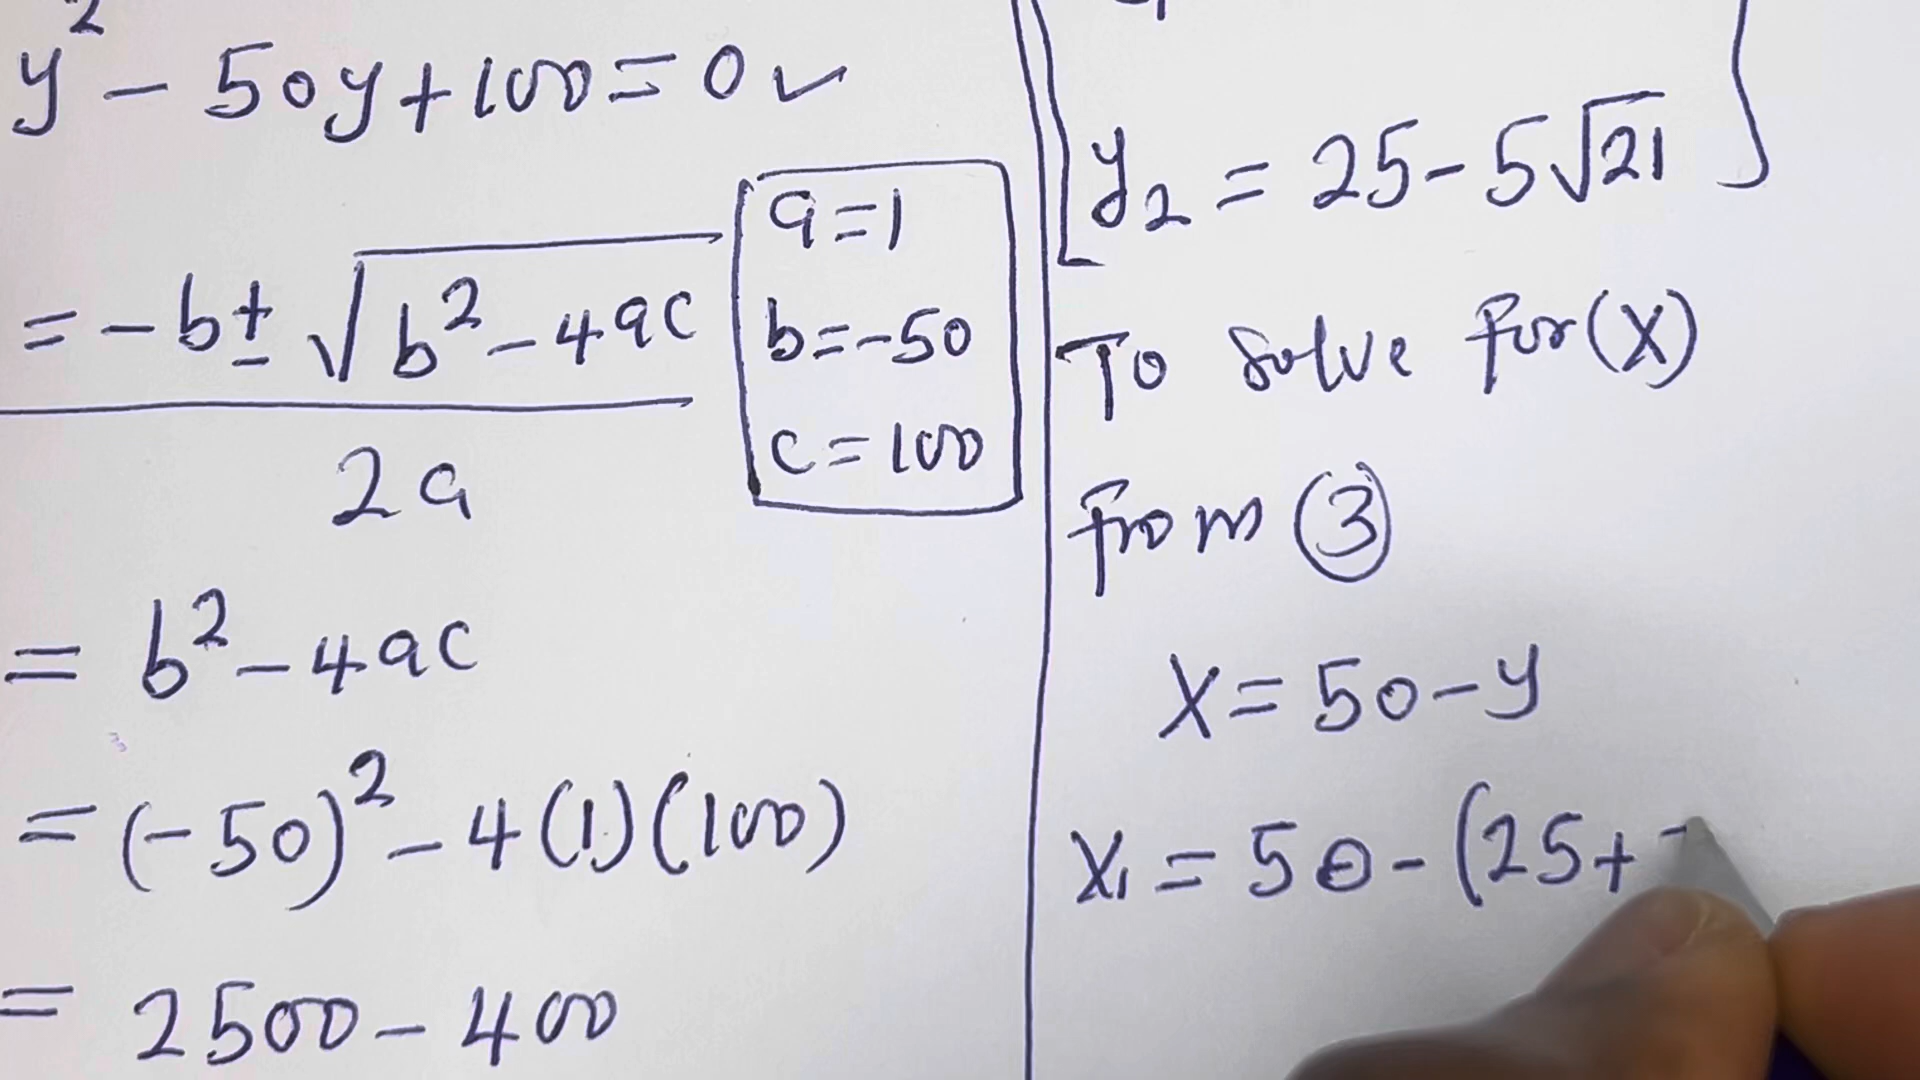 y² - 50y + 100 = 0 ✓
= -b ± √(b² - 4ac)
2a
a = 1
b = -50
c = 100
= b² - 4ac
= (-50)² - 4(1)(100)
= 2500 - 400
y₂ = 25 - 5√21
To solve for (x)
from ③
x = 50 - y
x₁ = 50 - (25 +